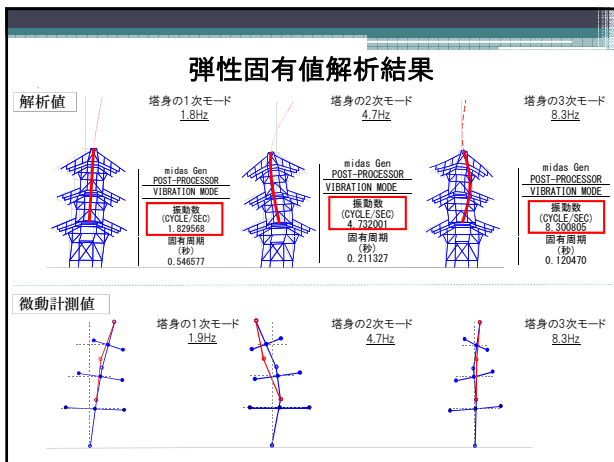 弾性固有値解析結果
解析値
塔身の1次モード
1.8Hz
塔身の2次モード
4.7Hz
塔身の3次モード
8.3Hz
midas Gen
POST-PROCESSOR
VIBRATION MODE
振動数
(CYCLE/SEC)
1.829568
固有周期
(秒)
0.546577
midas Gen
POST-PROCESSOR
VIBRATION MODE
振動数
(CYCLE/SEC)
4.732001
固有周期
(秒)
0.211327
midas Gen
POST-PROCESSOR
VIBRATION MODE
振動数
(CYCLE/SEC)
8.300805
固有周期
(秒)
0.120470
微動計測値
塔身の1次モード
1.9Hz
塔身の2次モード
4.7Hz
塔身の3次モード
8.3Hz